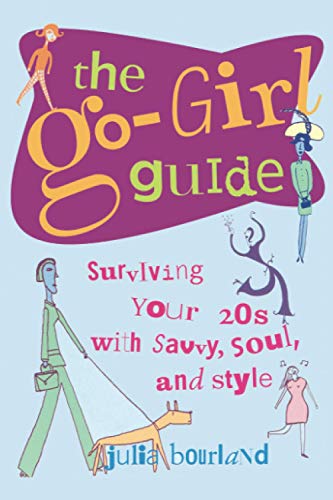 the
go-Girl
guide
Surviving
Your 20s
with Savvy, Soul,
and Style
julia bourland